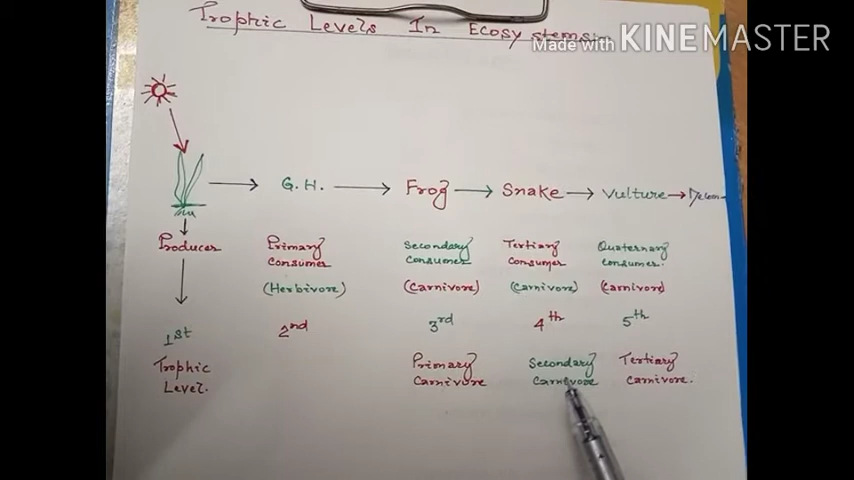 Trophic Levels In Ecosystems
Made with KINEMASTER
G.H. Frog Snake Vulture
Producer Primary Secondary Tertiary Quaternary
consumer consumer consumer consumer.
(Herbivore) (Carnivore) (Carnivore) (Carnivore)
1st 2nd 3rd 4th 5th
Trophic Primary Secondary Tertiary
Level. Carnivore Carnivore Carnivore.